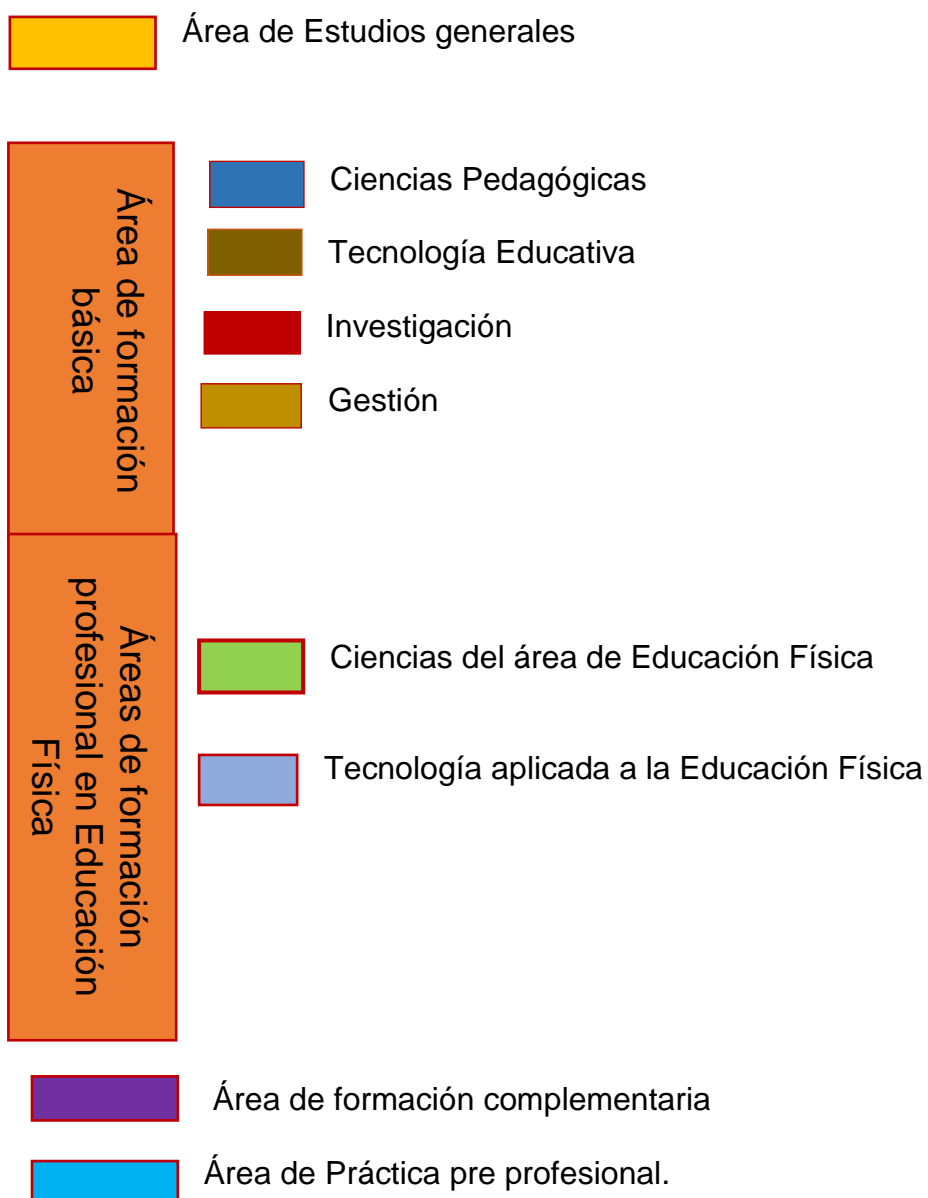 Área de Estudios generales
Área de formación
básica
Ciencias Pedagógicas
Tecnología Educativa
Investigación
Gestión
Áreas de formación
profesional en Educación
Física
Ciencias del área de Educación Física
Tecnología aplicada a la Educación Física
Área de formación complementaria
Área de Práctica pre profesional.